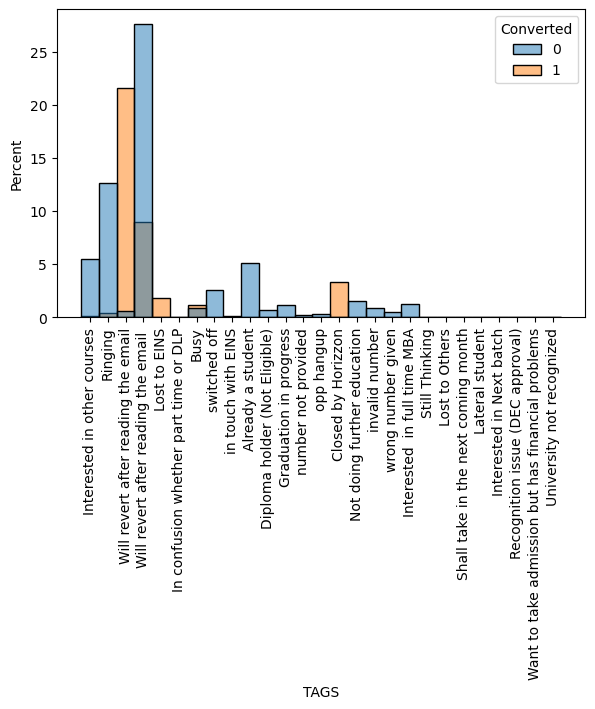 Converted
0
1
25
20
15
10
5
0
Percent
Interested in other courses
Ringing
Will revert after reading the email
Will revert after reading the email
Lost to EINS
In confusion whether part time or DLP
Busy
switched off
in touch with EINS
Already a student
Diploma holder (Not Eligible)
Graduation in progress
number not provided
opp hangup
Closed by Horizzon
Not doing further education
invalid number
wrong number given
Interested  in full time MBA
Still Thinking
Lost to Others
Shall take in the next coming month
Lateral student
Interested in Next batch
Recognition issue (DEC approval)
Want to take admission but has financial problems
University not recognized
TAGS